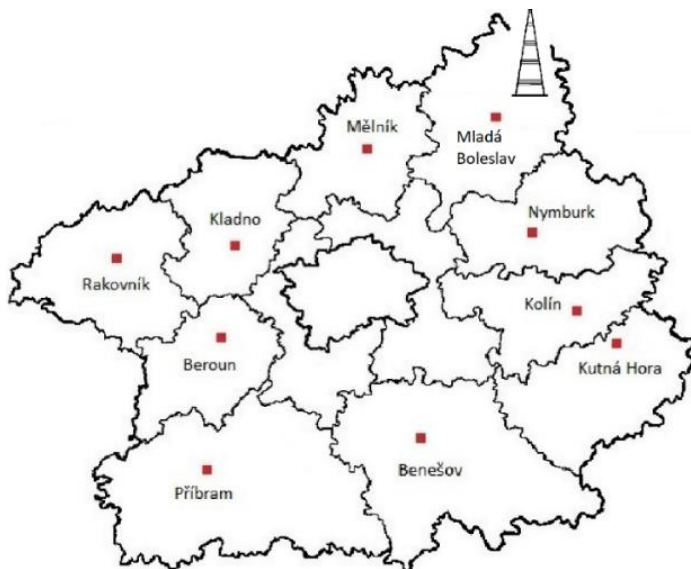 Mělník
Mladá
Boleslav
Kladno
Nymburk
Rakovník
Kolín
Beroun
Kutná Hora
Benešov
Příbram